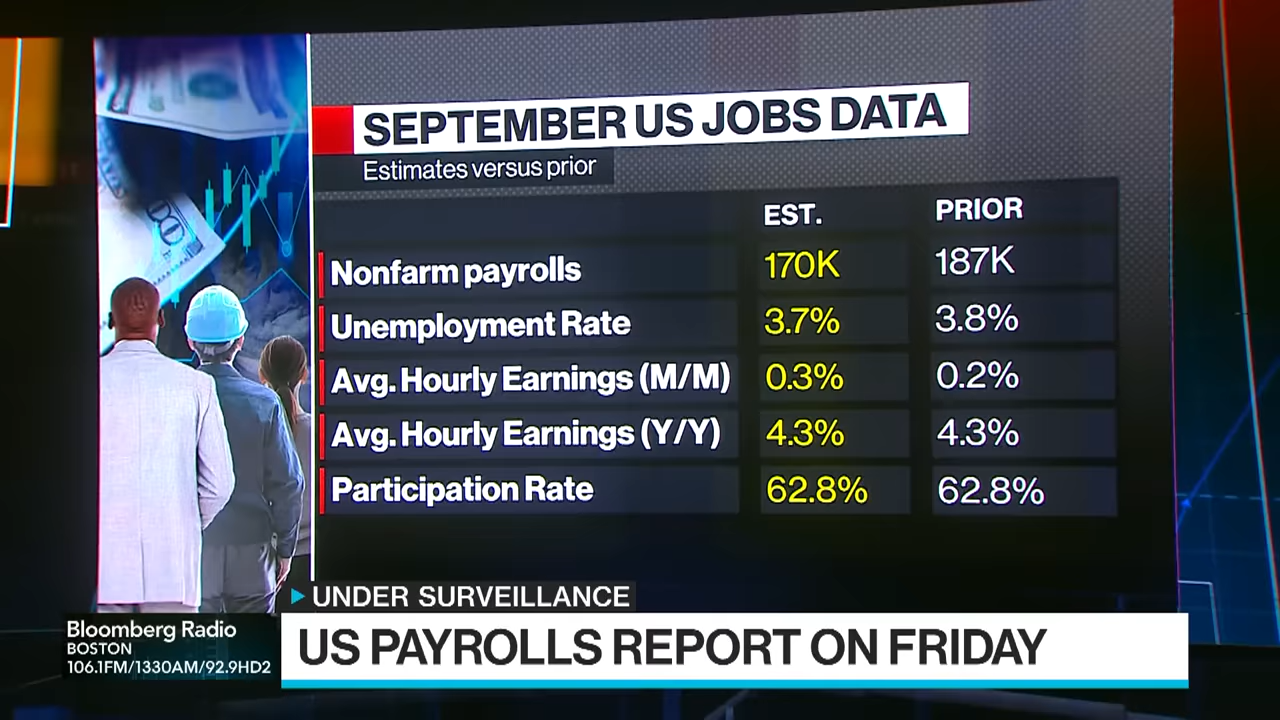 SEPTEMBER US JOBS DATA
Estimates versus prior
EST. PRIOR
Nonfarm payrolls 170K 187K
Unemployment Rate 3.7% 3.8%
Avg. Hourly Earnings (M/M) 0.3% 0.2%
Avg. Hourly Earnings (Y/Y) 4.3% 4.3%
Participation Rate 62.8% 62.8%
UNDER SURVEILLANCE
US PAYROLLS REPORT ON FRIDAY
Bloomberg Radio
BOSTON
106.1FM/1330AM/92.9HD2